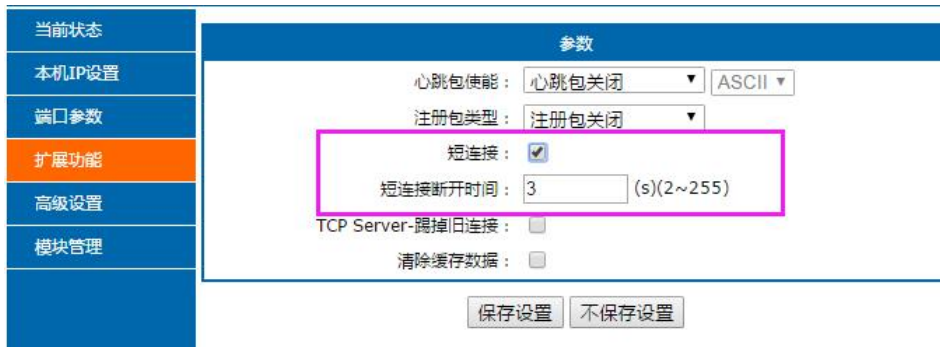 当前状态
本机IP设置
端口参数
扩展功能
高级设置
模块管理
参数
心跳包使能： 心跳包关闭 ASCII
注册包类型： 注册包关闭
短连接：
短连接断开时间： 3 (s)(2~255)
TCP Server-踢掉旧连接：
清除缓存数据：
保存设置 不保存设置